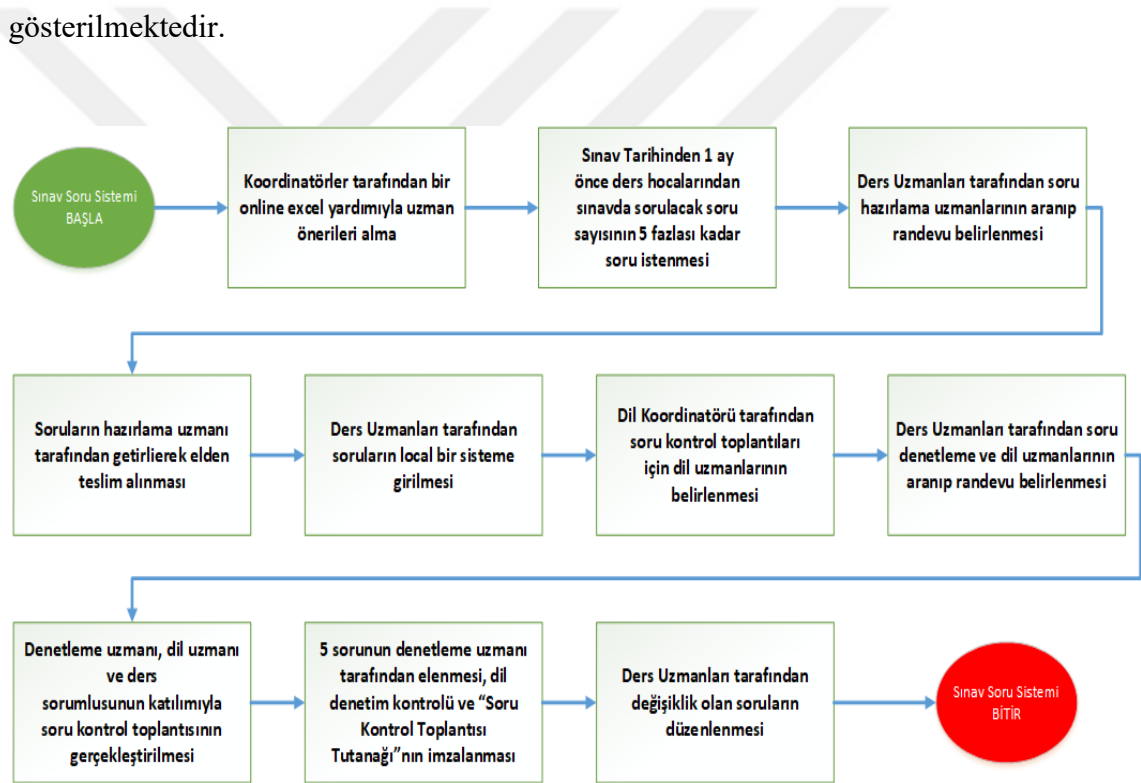 gösterilmektedir.
Sınav Soru Sistemi
BAŞLA
Koordinatörler tarafından bir
online excel yardımıyla uzman
önerileri alma
Sınav Tarihinden 1 ay
önce ders hocalarından
sınavda sorulacak soru
sayısının 5 fazlası kadar
soru istenmesi
Ders Uzmanları tarafından soru
hazırlama uzmanlarının aranıp
randevu belirlenmesi
Soruların hazırlama uzmanı
tarafından getirlierek elden
teslim alınması
Ders Uzmanları tarafından
soruların local bir sisteme
girilmesi
Dil Koordinatörü tarafından
soru kontrol toplantıları
için dil uzmanlarının
belirlenmesi
Ders Uzmanları tarafından soru
denetleme ve dil uzmanlarının
aranıp randevu belirlenmesi
Denetleme uzmanı, dil uzmanı
ve ders
sorumlusunun katılımıyla
soru kontrol toplantısının
gerçekleştirilmesi
5 sorunun denetleme uzmanı
tarafından elenmesi, dil
denetim kontrolü ve “Soru
Kontrol Toplantısı
Tutanağı”nın imzalanması
Ders Uzmanları tarafından
değişiklik olan soruların
düzenlenmesi
Sınav Soru Sistemi
BİTİR